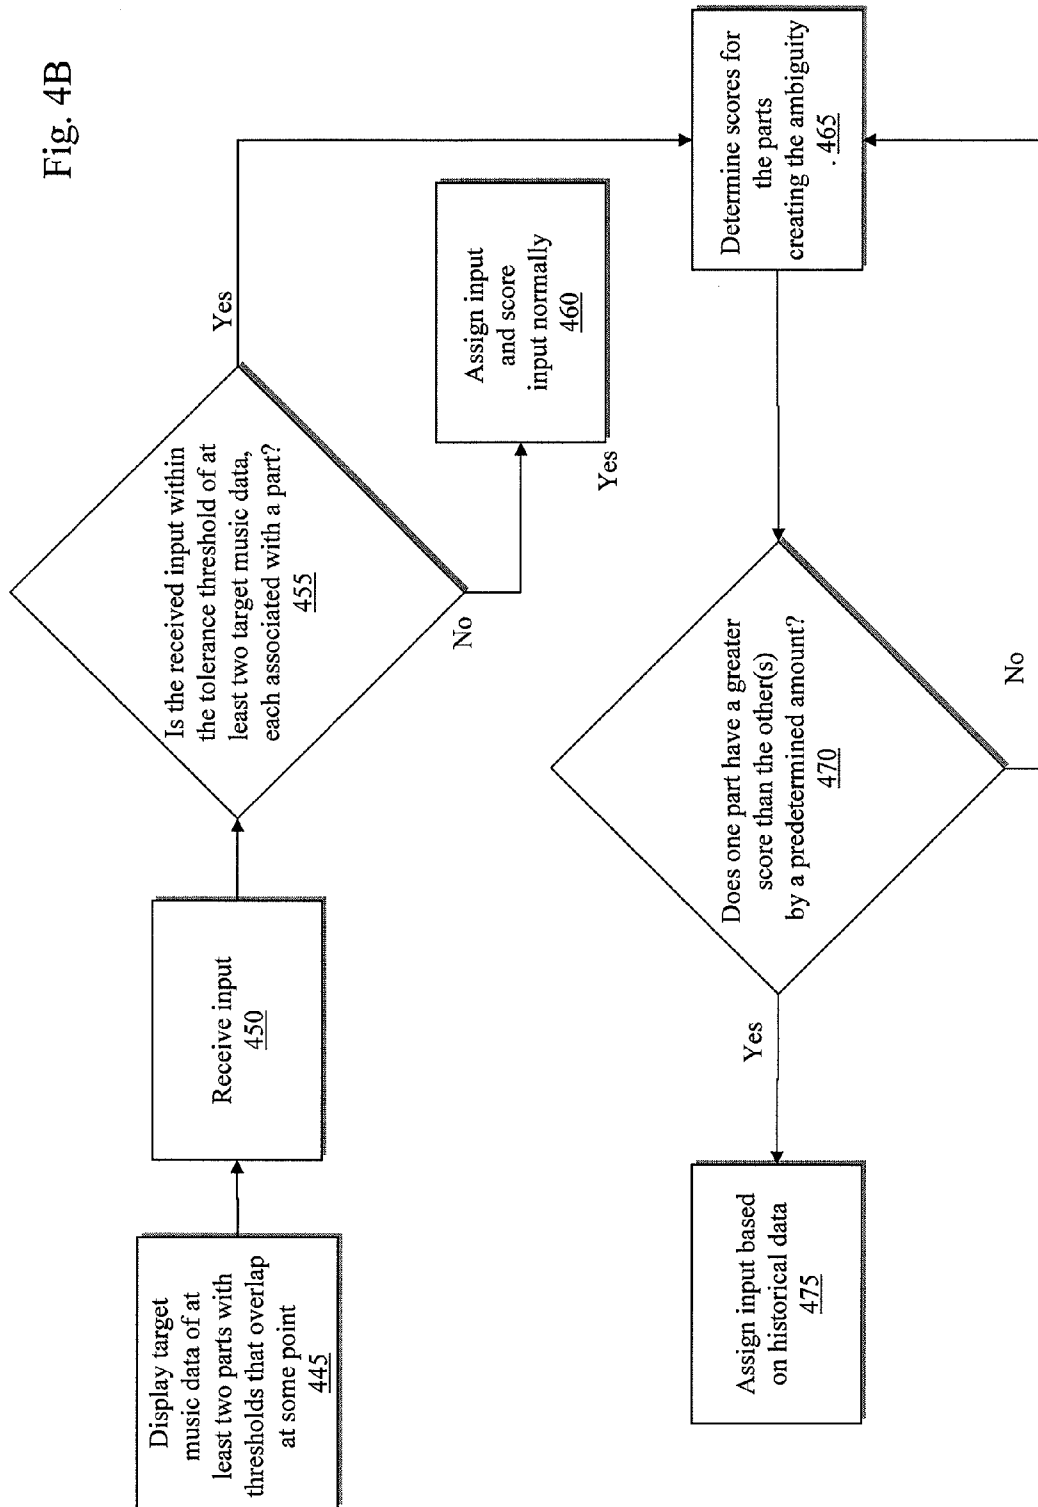 Fig. 4B
Display target
music data of at
least two parts with
thresholds that overlap
at some point
445
Receive input
450
Is the received input within
the tolerance threshold of at
least two target music data,
each associated with a part?
455
Yes
No
Assign input
and score
input normally
460
Yes
Determine scores for
the parts
creating the ambiguity
. 465
Does one part have a greater
score than the other(s)
by a predetermined amount?
470
Yes
No
Assign input based
on historical data
475